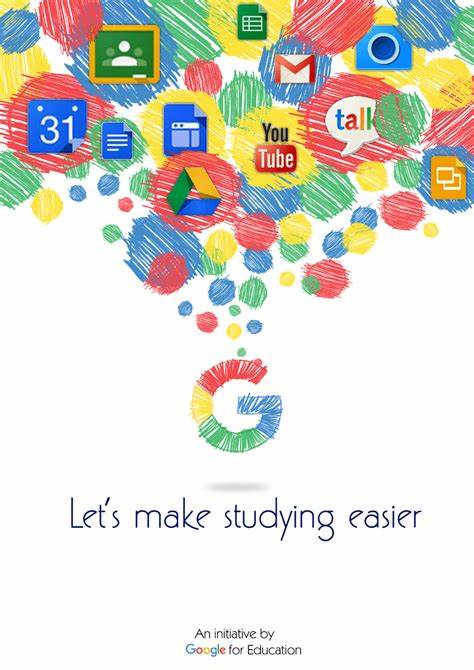 31
You
Tube
talk
G
Let's make studying easier
An initiative by
Google for Education